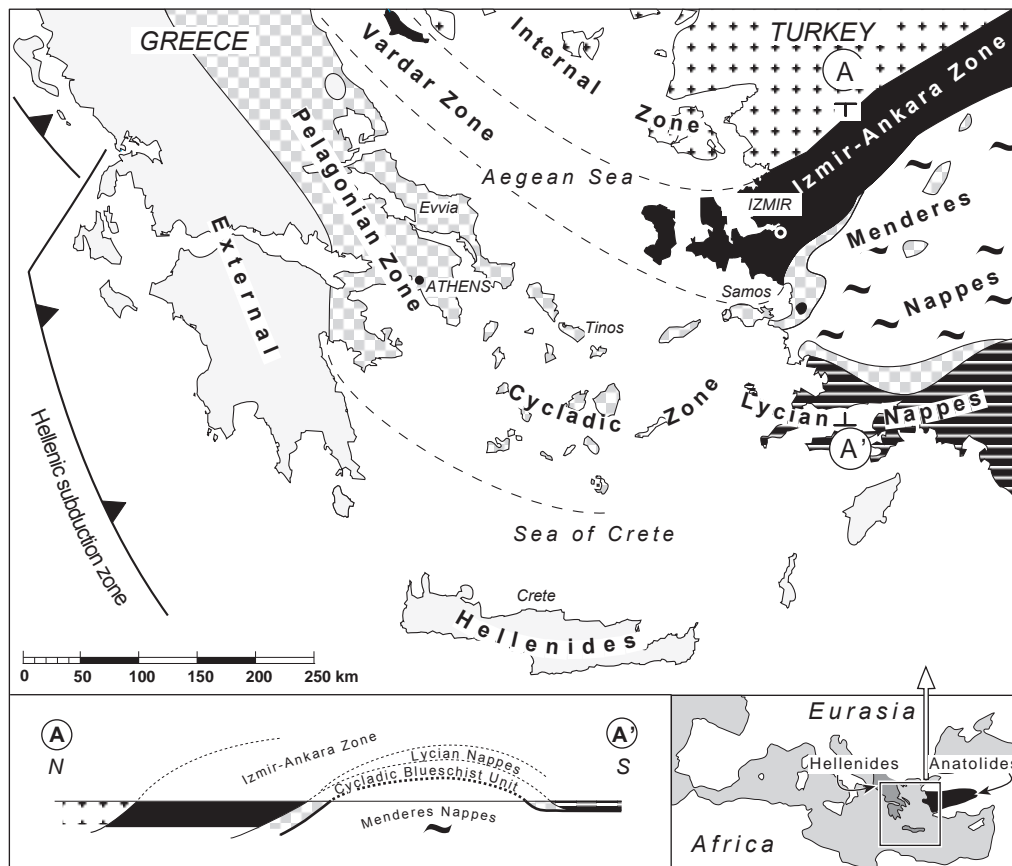 GREECE
TURKEY
Vardar Zone
Internal
Zone
A
Izmir-Ankara Zone
Pelagonian Zone
Aegean Sea
IZMIR
Menderes
Nappes
Evvia
External
ATHENS
Samos
Tinos
Cycladic
Zone
Lycian
Nappes
A'
Hellenic subduction zone
Sea of Crete
Crete
Hellenides
0 50 100 150 200 250 km
A
N
Izmir-Ankara Zone
Lycian Nappes
Cycladic Blueschist Unit
Menderes Nappes
A'
S
Eurasia
Hellenides
Anatolides
Africa